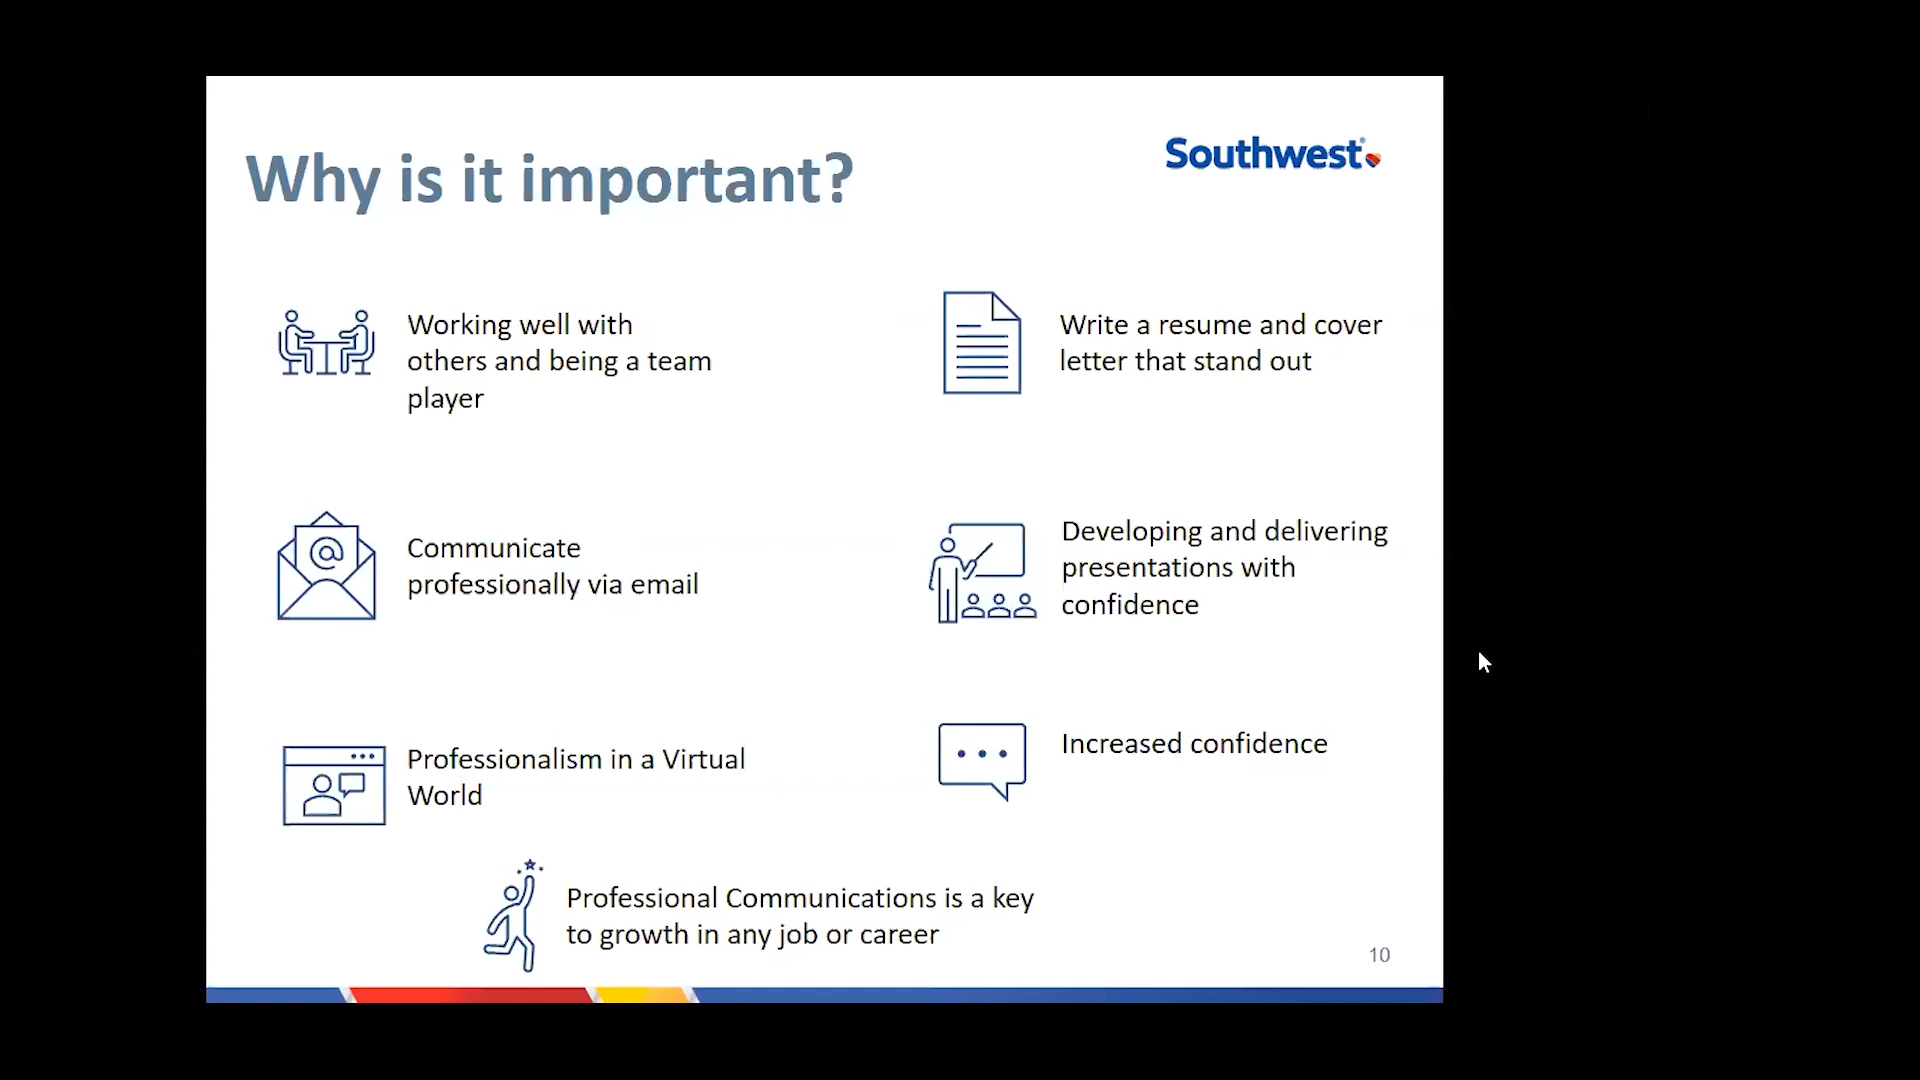 Why is it important?
Southwest®
Working well with
others and being a team
player
Write a resume and cover
letter that stand out
Communicate
professionally via email
Developing and delivering
presentations with
confidence
Professionalism in a Virtual
World
Increased confidence
Professional Communications is a key
to growth in any job or career
10